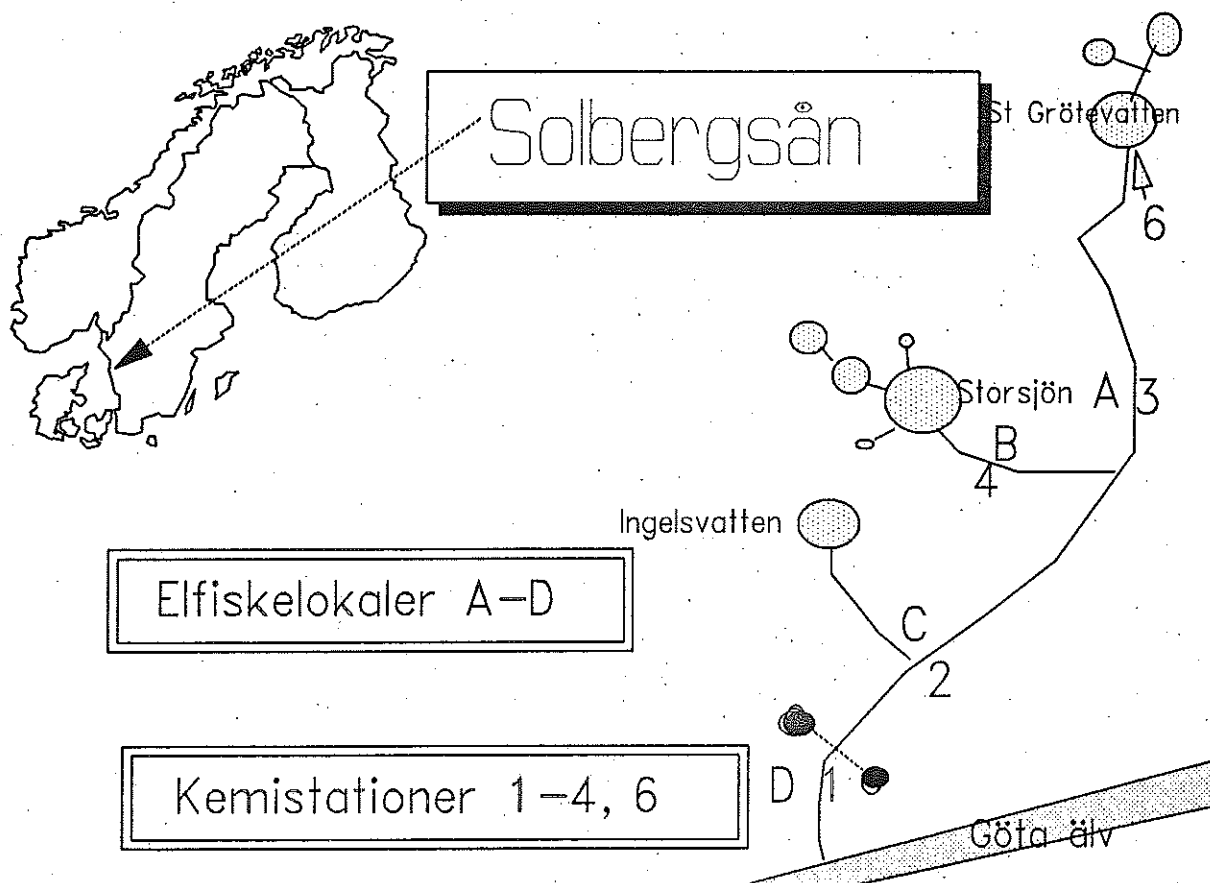 Solbergsån
St Grötevatten
6
Storsjön A 3
B
4
Ingelsvatten
Elfiskelokaler A-D
C
2
Kemistationer 1-4, 6
D 1
Göta älv